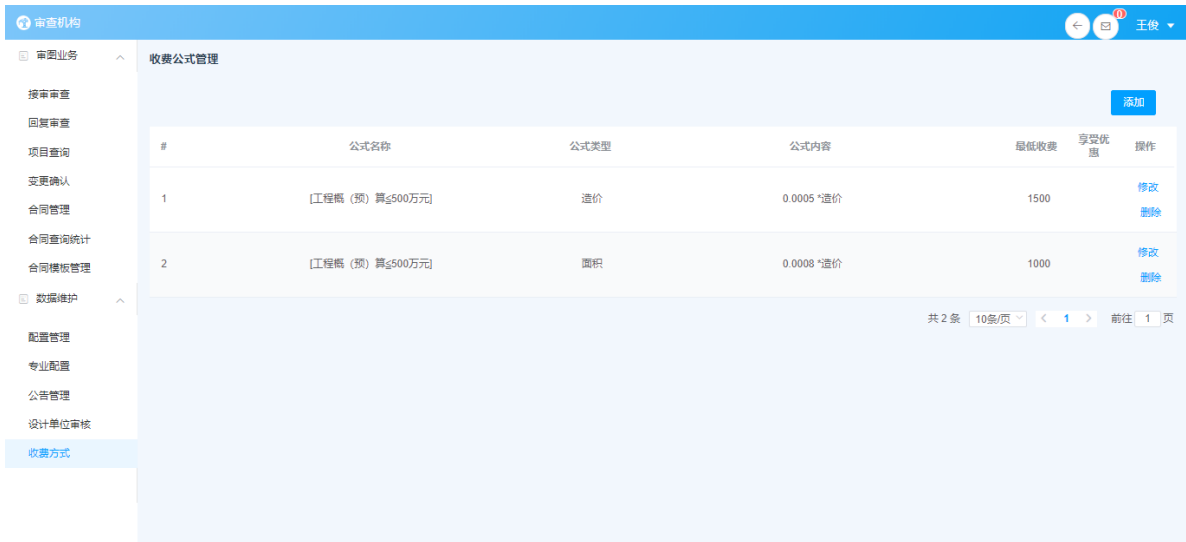 审查机构
0
王俊
审图业务
接审审查
回复审查
项目查询
变更确认
合同管理
合同查询统计
合同模板管理
数据维护
配置管理
专业配置
公告管理
设计单位审核
收费方式
收费公式管理
添加
# 公式名称 公式类型 公式内容 最低收费 享受优惠 操作
1 [工程概（预）算≦500万元] 造价 0.0005 *造价 1500 修改 删除
2 [工程概（预）算≦500万元] 面积 0.0008 *造价 1000 修改 删除
共 2 条 10条/页 1 前往 1 页